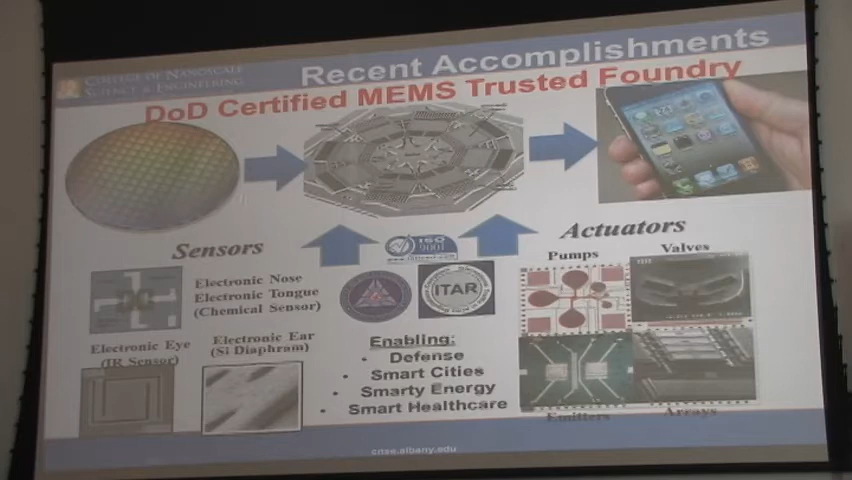 COLLEGE OF NANOSCALE
SCIENCE & ENGINEERING
Recent Accomplishments
DoD Certified MEMS Trusted Foundry
Sensors
Electronic Nose
Electronic Tongue
(Chemical Sensor)
Electronic Eye
(IR Sensor)
Electronic Ear
(Si Diaphram)
ISO
9001
ITAR
Enabling:
• Defense
• Smart Cities
• Smarty Energy
• Smart Healthcare
Actuators
Pumps
Valves
Emitters
Arrays
cnse.albany.edu